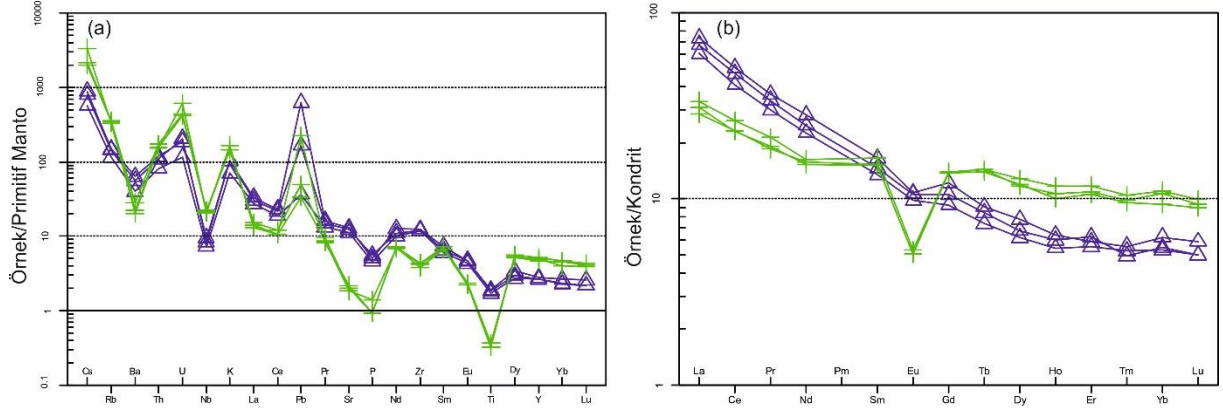 (a)
Örnek/Primitif Manto
10000
1000
100
10
1
0.1
Cs Ba U K Ce Pr P Zr Eu Dy Yb
Rb Th Nb La Pb Sr Nd Sm Ti Y Lu
(b)
Örnek/Kondrit
100
10
1
La Pr Pm Eu Tb Ho Tm Lu
Ce Nd Sm Gd Dy Er Yb